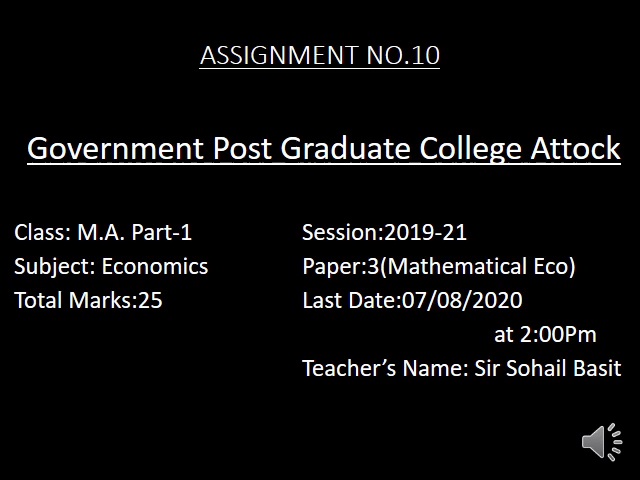 ASSIGNMENT NO.10
Government Post Graduate College Attock
Class: M.A. Part-1
Subject: Economics
Total Marks:25
Session:2019-21
Paper:3(Mathematical Eco)
Last Date:07/08/2020
at 2:00Pm
Teacher’s Name: Sir Sohail Basit